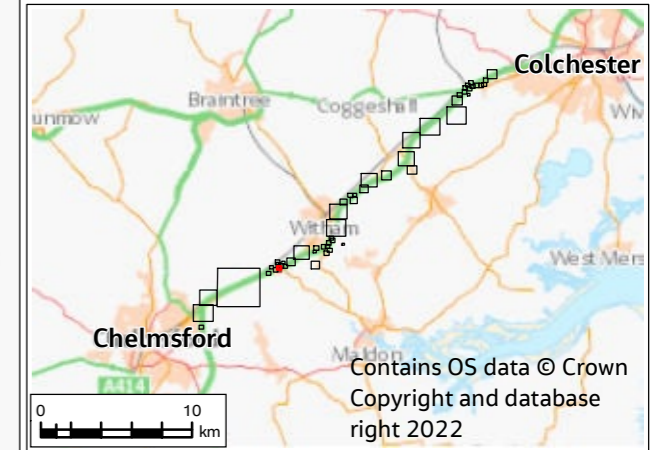 Colchester
Braintree
Coggeshall
unmow
Wiv
Witham
West Mers
Chelmsford
Maldon
A414
Contains OS data © Crown
Copyright and database
right 2022
0 10
km